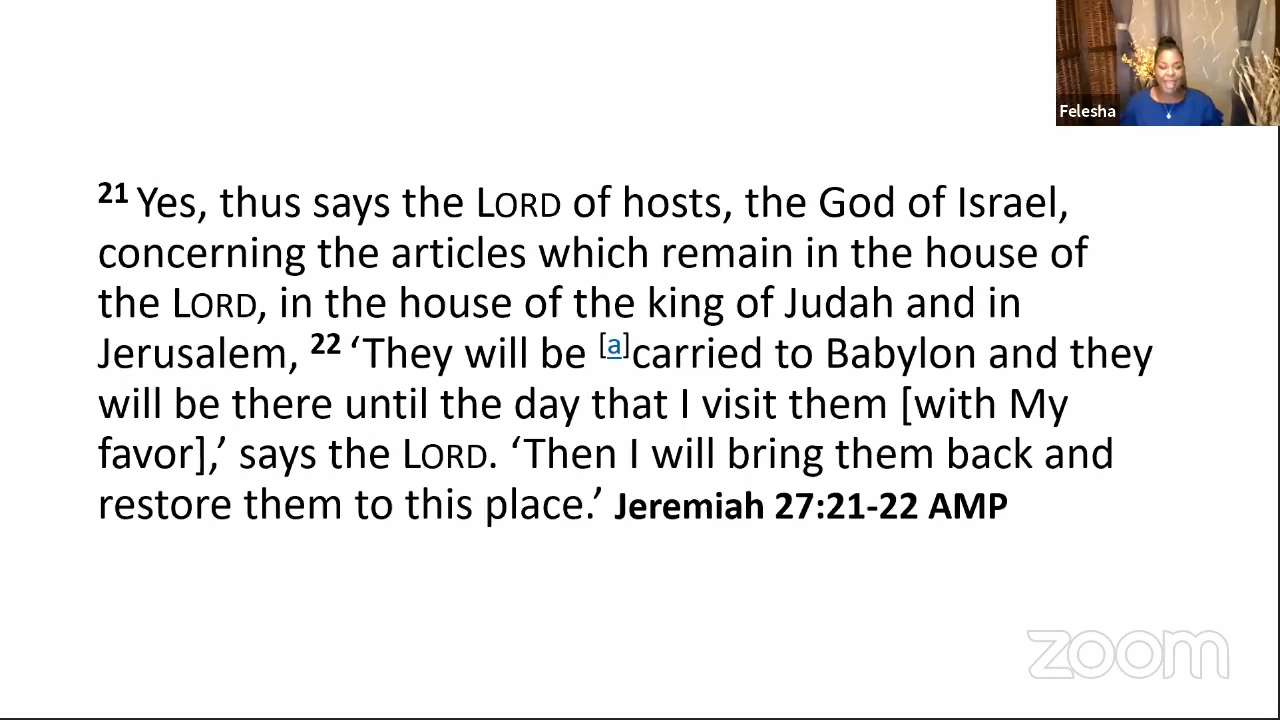 Felesha
21 Yes, thus says the LORD of hosts, the God of Israel,
concerning the articles which remain in the house of
the LORD, in the house of the king of Judah and in
Jerusalem, 22 ‘They will be [a]carried to Babylon and they
will be there until the day that I visit them [with My
favor],’ says the LORD. ‘Then I will bring them back and
restore them to this place.’ Jeremiah 27:21-22 AMP
zoom